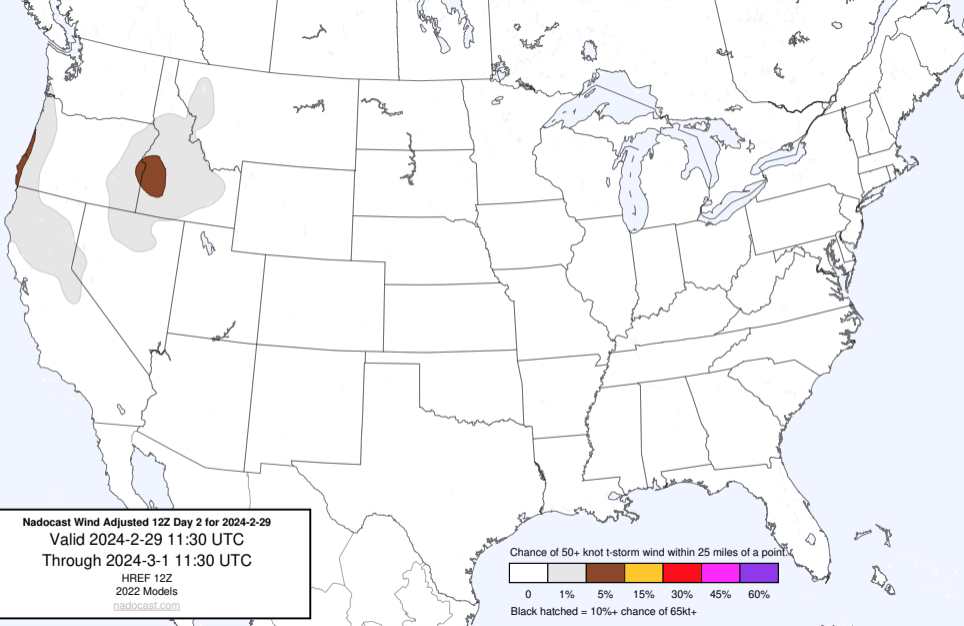 Nadocast Wind Adjusted 12Z Day 2 for 2024-2-29
Valid 2024-2-29 11:30 UTC
Through 2024-3-1 11:30 UTC
HREF 12Z
2022 Models
nadocast.com
Chance of 50+ knot t-storm wind within 25 miles of a point.
0 1% 5% 15% 30% 45% 60%
Black hatched = 10%+ chance of 65kt+